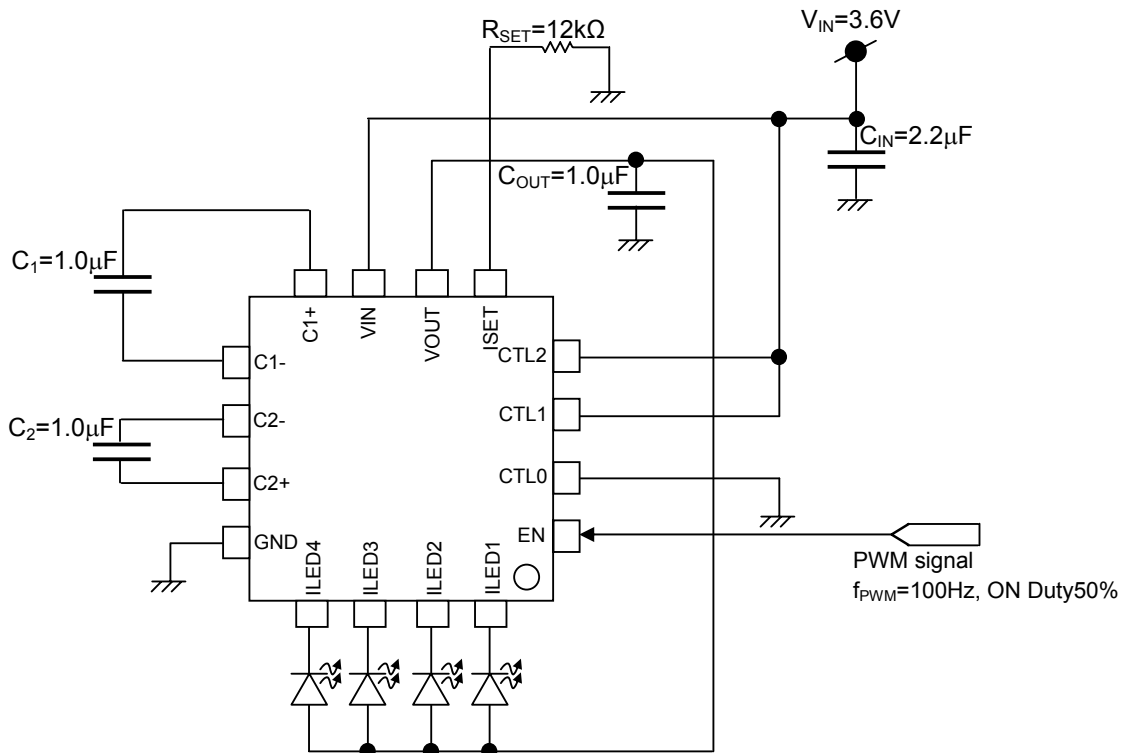 V_IN=3.6V
R_SET=12kΩ
C_IN=2.2µF
C_OUT=1.0µF
C_1=1.0µF
C1+
VIN
VOUT
ISET
C1-
CTL2
C_2=1.0µF
C2-
CTL1
C2+
CTL0
GND
EN
ILED4
ILED3
ILED2
ILED1
PWM signal
f_PWM=100Hz, ON Duty50%